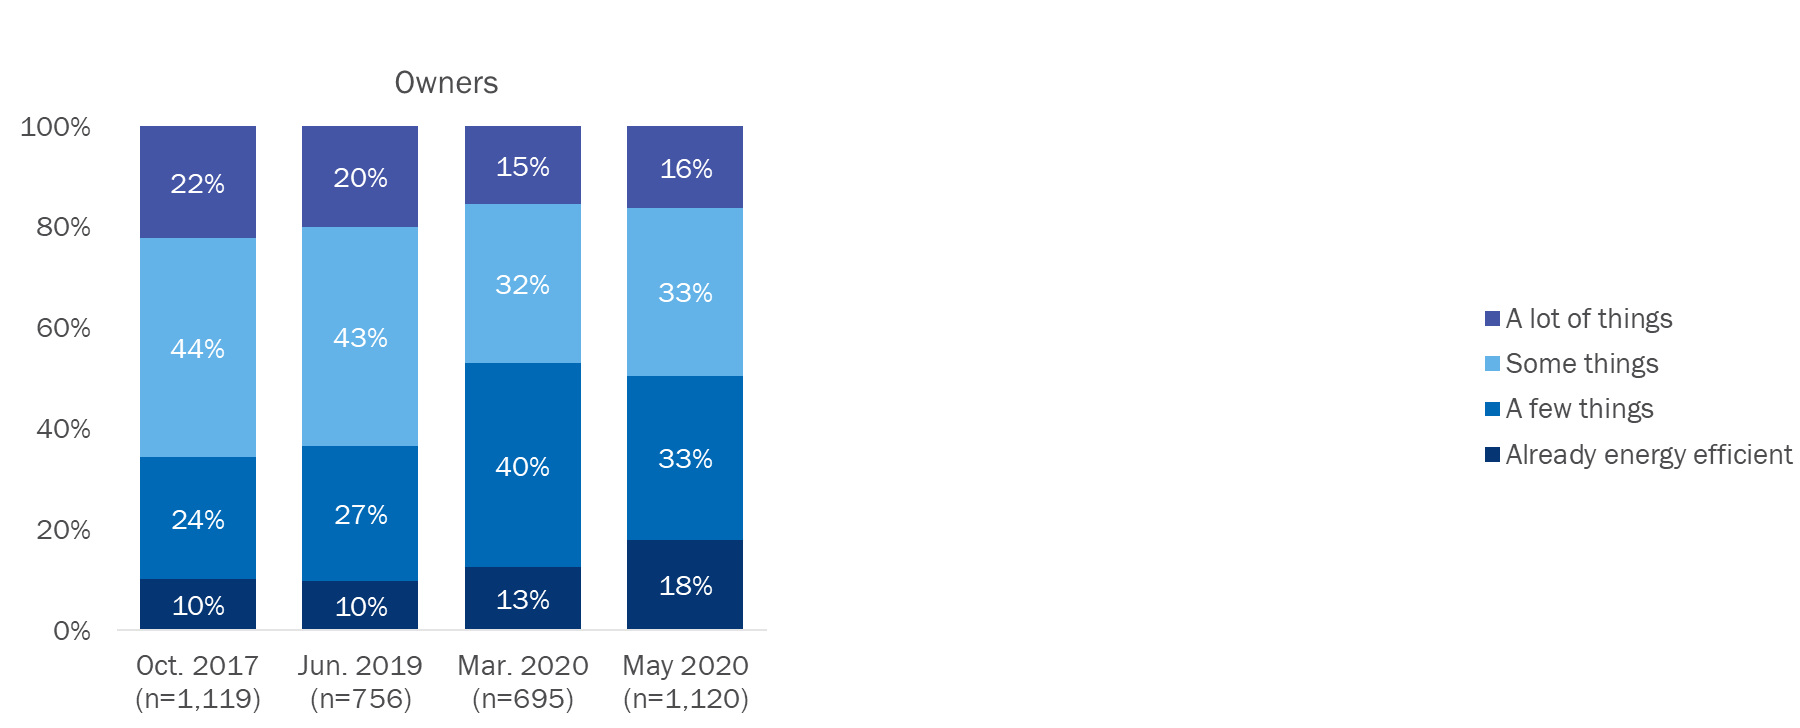 Owners
100%
80%
60%
40%
20%
0%
22%
44%
24%
10%
20%
43%
27%
10%
15%
32%
40%
13%
16%
33%
33%
18%
Oct. 2017
(n=1,119)
Jun. 2019
(n=756)
Mar. 2020
(n=695)
May 2020
(n=1,120)
A lot of things
Some things
A few things
Already energy efficient